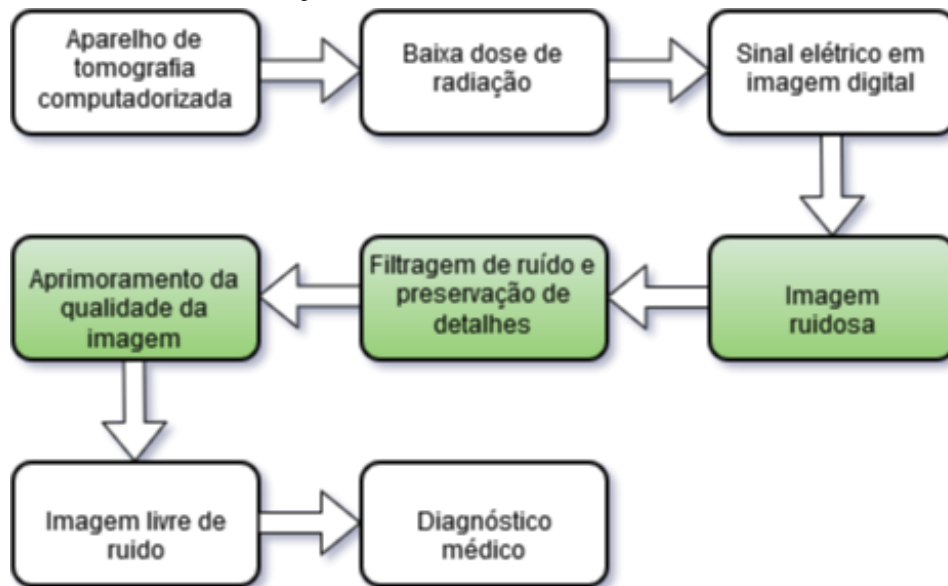 Aparelho de
tomografia
computadorizada
Baixa dose de
radiação
Sinal elétrico em
imagem digital
Imagem
ruidosa
Filtragem de ruído e
preservação de
detalhes
Aprimoramento da
qualidade da
imagem
Imagem livre de
ruido
Diagnóstico
médico